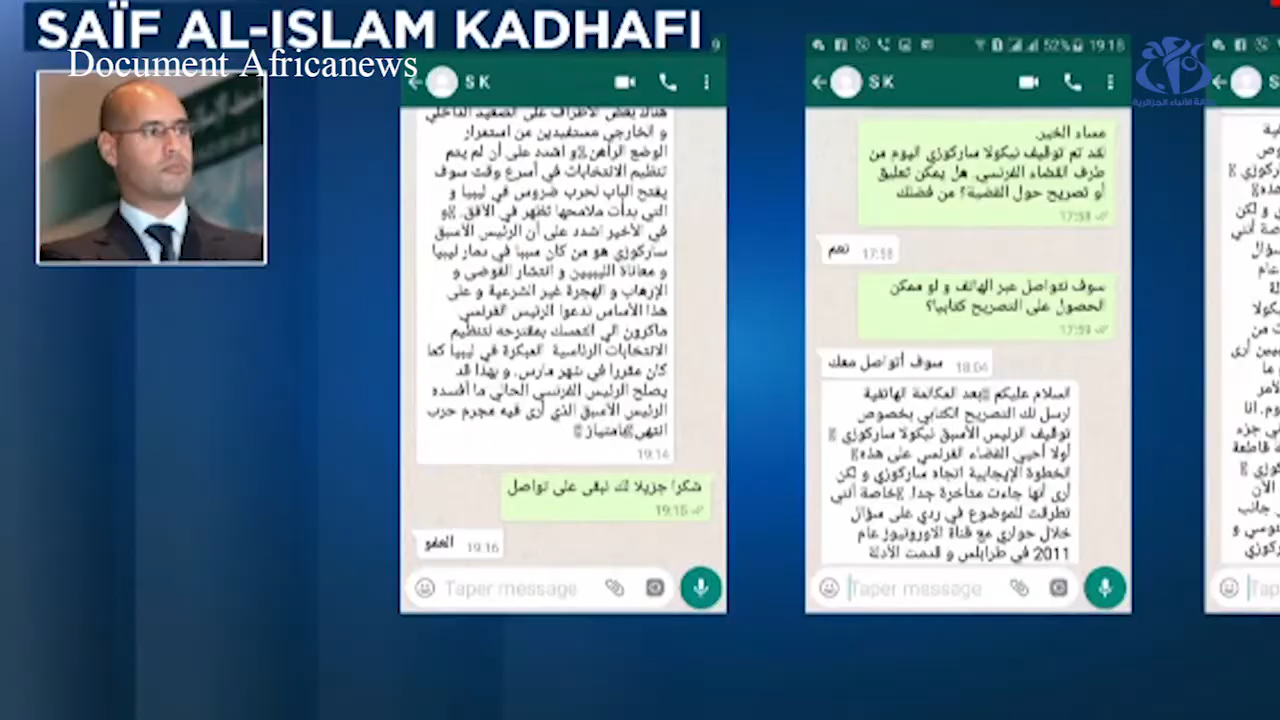 SAÏF AL-ISLAM KADHAFI
Document Africanews
S K
هناك بعض الأطراف على الصعيد الداخلي
و الخارجي مستفيدين من استمرار
الوضع الراهن و اشدد على أن لم يتم
تنظيم الانتخابات في أسرع وقت سوف
يفتح الباب لحرب ضروس في ليبيا و
التي بدأت ملامحها تظهر في الأفق. و
في الأخير اشدد على أن الرئيس الأسبق
ساركوزي هو من كان سببا في دمار ليبيا
و معاناة الليبيين و انتشار الفوضى و
الإرهاب و الهجرة غير الشرعية و على
هذا الأساس ندعوا الرئيس الفرنسي
ماكرون الي التمسك بمقترحه لتنظيم
الانتخابات الرئاسية المبكرة في ليبيا كما
كان مقررا في شهر مارس. و بهذا قد
يصلح الرئيس الفرنسي الحالي ما أفسده
الرئيس الأسبق الذي أرى فيه مجرم حرب
بامتياز انتهى
19:14
شكرا جزيلا لك نبقى على تواصل
19:15
العفو
19:16
Taper message
52% 19:18
S K
مساء الخير.
لقد تم توقيف نيكولا ساركوزي اليوم من
طرف القضاء الفرنسي. هل يمكن تعليق
أو تصريح حول القضية؟ من فضلك
17:58
نعم
17:58
سوف نتواصل عبر الهاتف و لو ممكن
الحصول على التصريح كتابيا؟
17:59
سوف أتواصل معك
18:04
السلام عليكم بعد المكالمة الهاتفية
ارسل لك التصريح الكتابي بخصوص
توقيف الرئيس الأسبق نيكولا ساركوزي
أولا أحيي القضاء الفرنسي على هذه
الخطوة الإيجابية اتجاه ساركوزي و لكن
أرى أنها جاءت متأخرة جدا. خاصة أنني
تطرقت للموضوع في ردي على سؤال
خلال حواري مع قناة الاورونيوز عام
2011 في طرابلس و قدمت الأدلة
Taper message